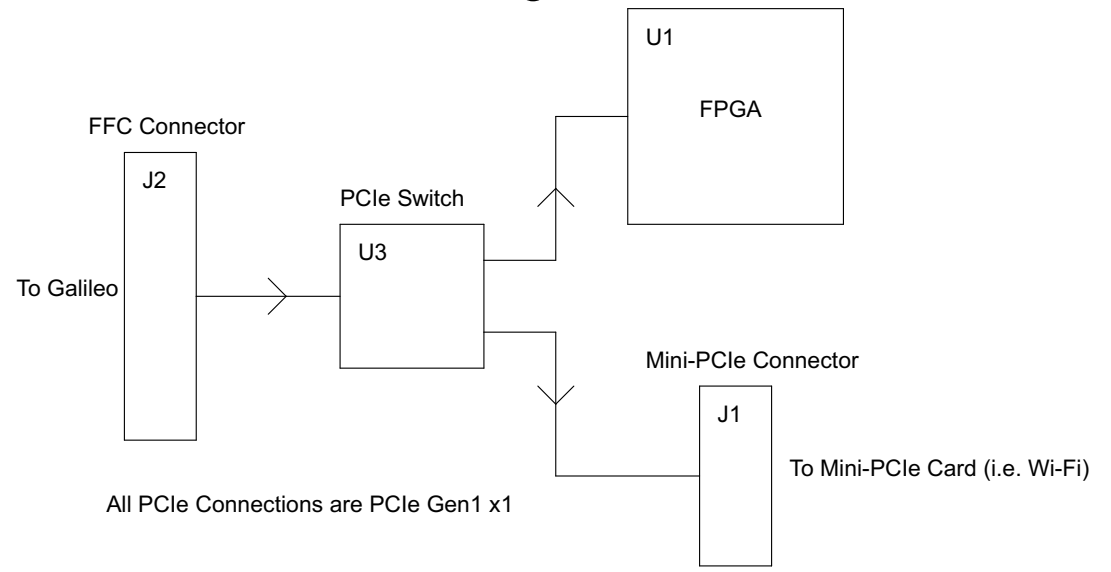 U1
FPGA
FFC Connector
J2
PCIe Switch
U3
To Galileo
Mini-PCIe Connector
J1
To Mini-PCIe Card (i.e. Wi-Fi)
All PCIe Connections are PCIe Gen1 x1